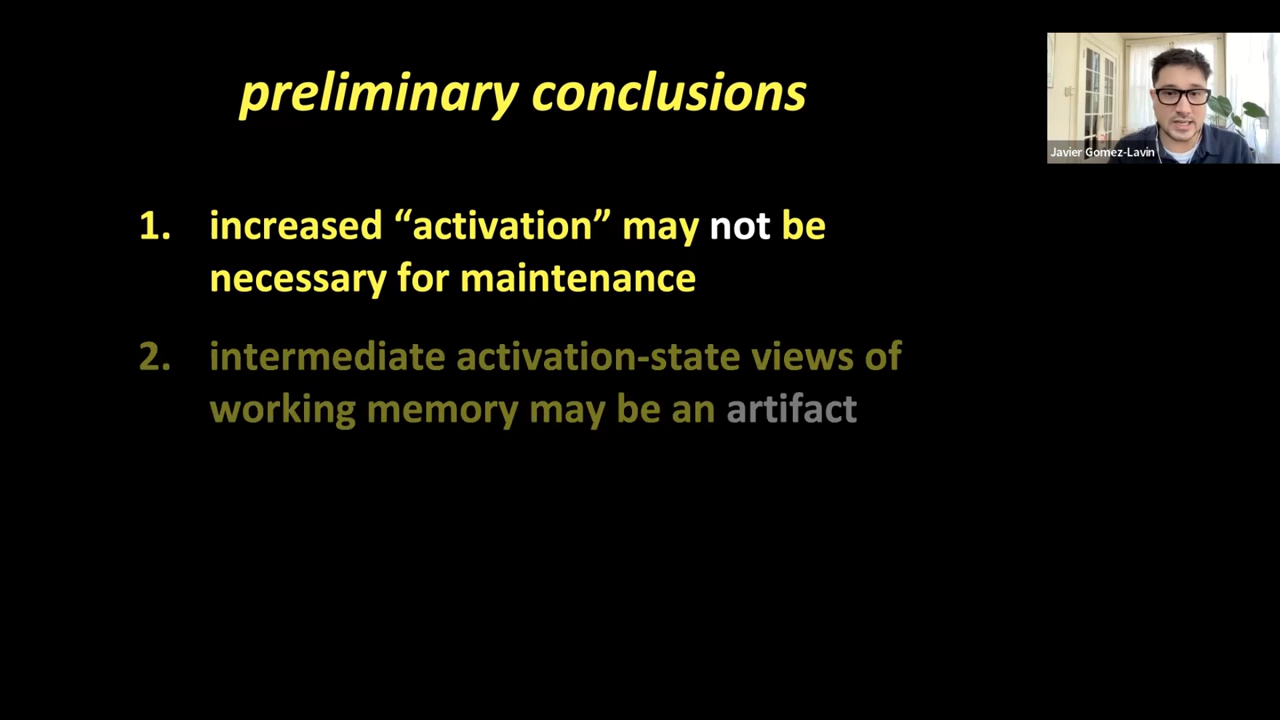 preliminary conclusions
Javier Gomez-Lavin
1. increased “activation” may not be
necessary for maintenance
2. intermediate activation-state views of
working memory may be an artifact